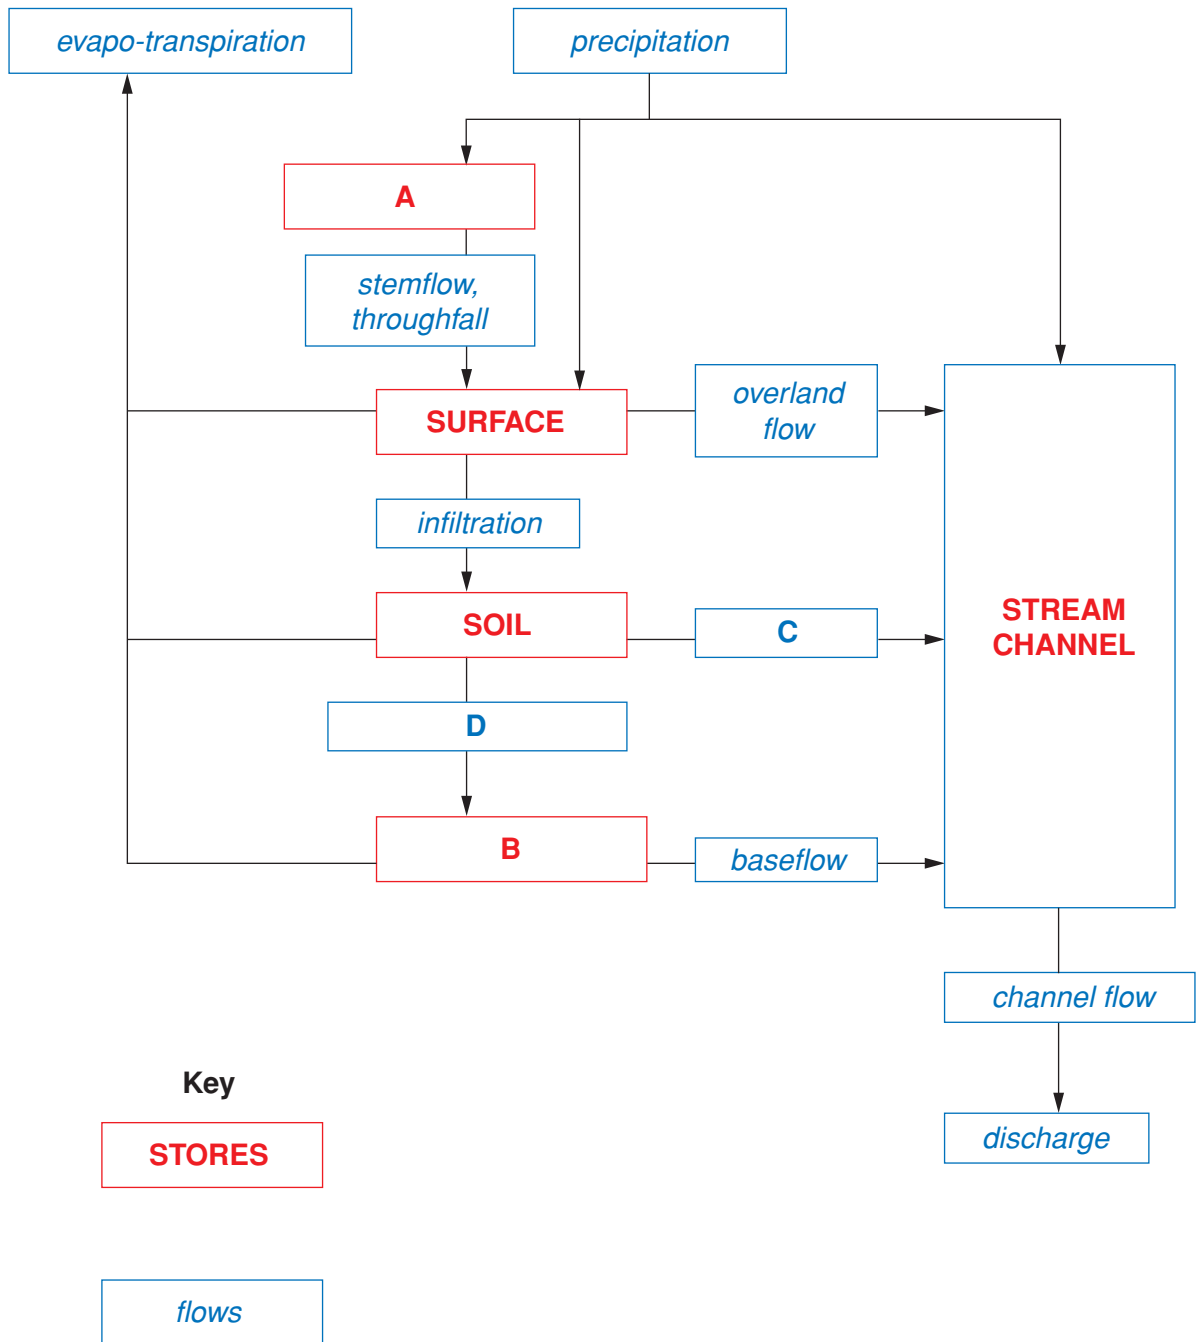 evapo-transpiration
precipitation
A
stemflow,
throughfall
SURFACE
overland
flow
infiltration
SOIL
C
STREAM
CHANNEL
D
B
baseflow
channel flow
discharge
Key
STORES
flows